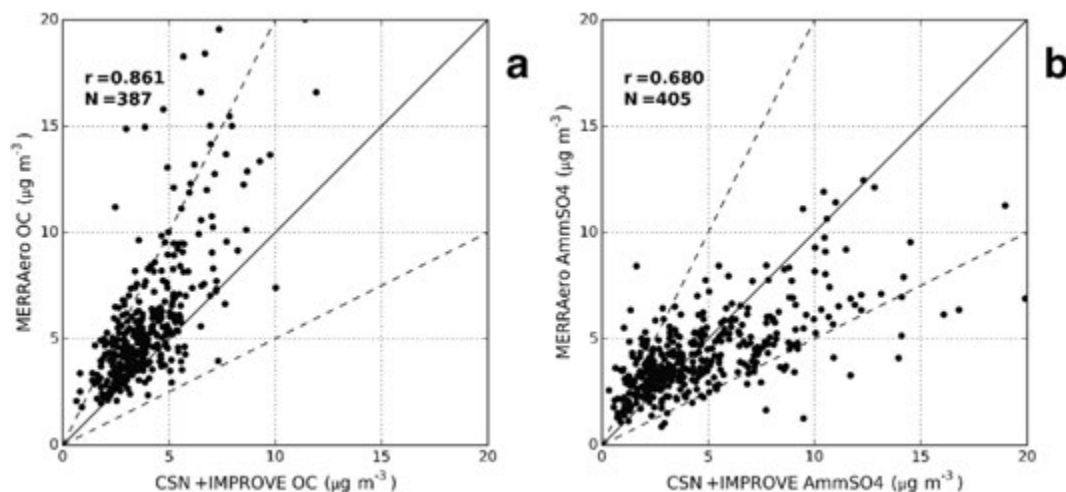 20
15
10
5
0
MERRAero OC (μg m⁻³)
r=0.861
N=387
0 5 10 15 20
CSN+IMPROVE OC (μg m⁻³)
a
20
15
10
5
0
MERRAero AmmSO4 (μg m⁻³)
r=0.680
N=405
0 5 10 15 20
CSN+IMPROVE AmmSO4 (μg m⁻³)
b